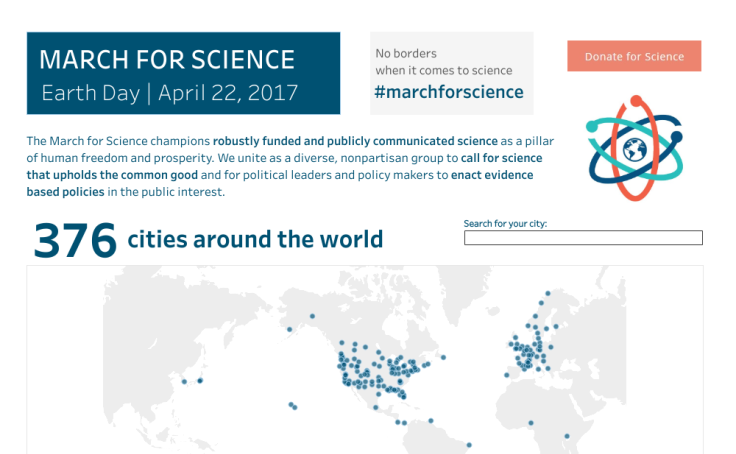 MARCH FOR SCIENCE
Earth Day | April 22, 2017
No borders
when it comes to science
#marchforscience
Donate for Science
The March for Science champions robustly funded and publicly communicated science as a pillar
of human freedom and prosperity. We unite as a diverse, nonpartisan group to call for science
that upholds the common good and for political leaders and policy makers to enact evidence
based policies in the public interest.
376 cities around the world
Search for your city: